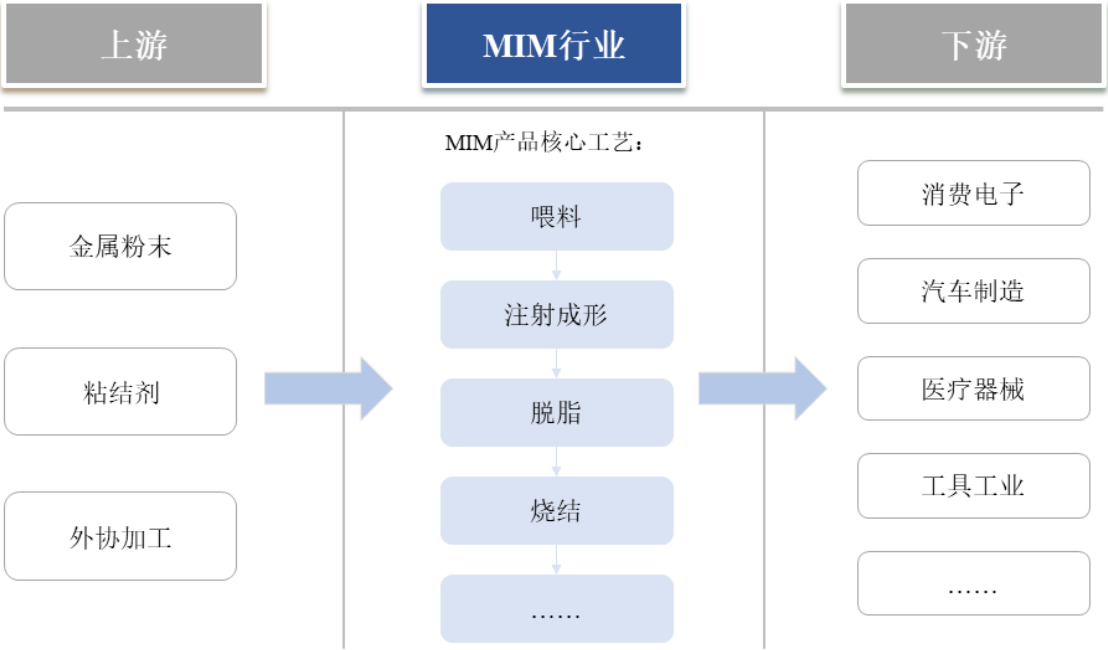 上游
MIM行业
下游
金属粉末
粘结剂
外协加工
MIM产品核心工艺：
喂料
注射成形
脱脂
烧结
……
消费电子
汽车制造
医疗器械
工具工业
……